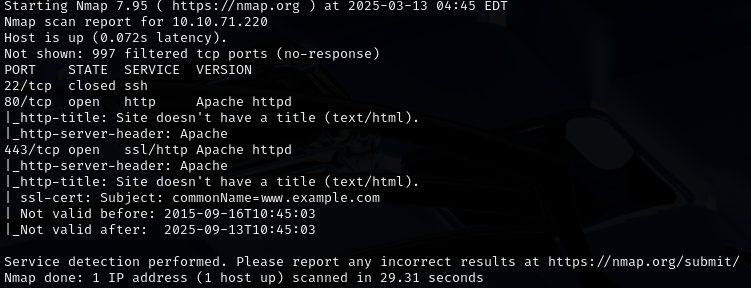 Starting Nmap 7.95 ( https://nmap.org ) at 2025-03-13 04:45 EDT
Nmap scan report for 10.10.71.220
Host is up (0.072s latency).
Not shown: 997 filtered tcp ports (no-response)
PORT    STATE  SERVICE  VERSION
22/tcp  closed ssh
80/tcp  open   http     Apache httpd
|_http-title: Site doesn't have a title (text/html).
|_http-server-header: Apache
443/tcp open   ssl/http Apache httpd
|_http-server-header: Apache
|_http-title: Site doesn't have a title (text/html).
| ssl-cert: Subject: commonName=www.example.com
| Not valid before: 2015-09-16T10:45:03
|_Not valid after:  2025-09-13T10:45:03
Service detection performed. Please report any incorrect results at https://nmap.org/submit/
Nmap done: 1 IP address (1 host up) scanned in 29.31 seconds